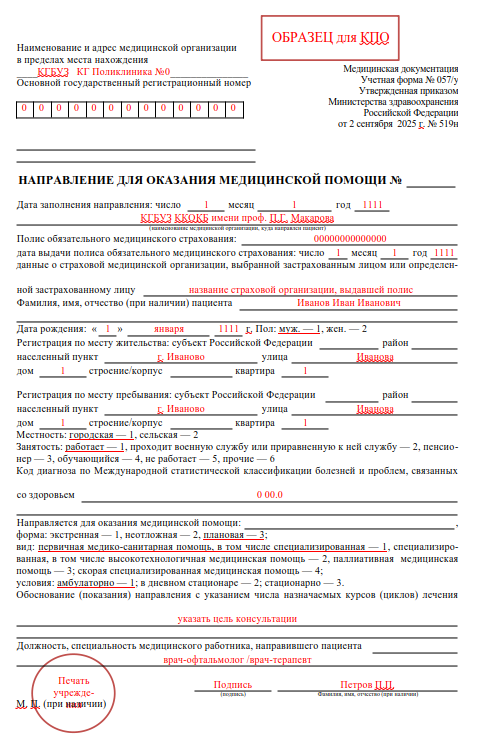 ОБРАЗЕЦ для КПО
Наименование и адрес медицинской организации
в пределах места нахождения
КГБУЗ КГ Поликлиника №0
Основной государственный регистрационный номер
0 0 0 0 0 0 0 0 0 0 0 0 0
Медицинская документация
Учетная форма № 057/у
Утвержденная приказом
Министерства здравоохранения
Российской Федерации
от 2 сентября 2025 г. № 519н
НАПРАВЛЕНИЕ ДЛЯ ОКАЗАНИЯ МЕДИЦИНСКОЙ ПОМОЩИ №
Дата заполнения направления: число 1 месяц 1 год 1111
КГБУЗ ККОКБ имени проф. П.Г. Макарова
(наименование медицинской организации, куда направлен пациент)
Полис обязательного медицинского страхования: 00000000000000
дата выдачи полиса обязательного медицинского страхования: число 1 месяц 1 год 1111
данные о страховой медицинской организации, выбранной застрахованным лицом или определен-
ной застрахованному лицу название страховой организации, выдавшей полис
Фамилия, имя, отчество (при наличии) пациента Иванов Иван Иванович
Дата рождения: « 1 » января 1111 г. Пол: муж. — 1, жен. — 2
Регистрация по месту жительства: субъект Российской Федерации район
населенный пункт г. Иваново улица Иванова
дом 1 строение/корпус квартира 1
Регистрация по месту пребывания: субъект Российской Федерации район
населенный пункт г. Иваново улица Иванова
дом 1 строение/корпус квартира 1
Местность: городская — 1, сельская — 2
Занятость: работает — 1, проходит военную службу или приравненную к ней службу — 2, пенсио-
нер — 3, обучающийся — 4, не работает — 5, прочие — 6
Код диагноза по Международной статистической классификации болезней и проблем, связанных
со здоровьем 0 00.0
Направляется для оказания медицинской помощи: ,
форма: экстренная — 1, неотложная — 2, плановая — 3;
вид: первичная медико-санитарная помощь, в том числе специализированная — 1, специализиро-
ванная, в том числе высокотехнологичная медицинская помощь — 2, паллиативная медицинская
помощь — 3; скорая специализированная медицинская помощь — 4;
условия: амбулаторно — 1; в дневном стационаре — 2; стационарно — 3.
Обоснование (показания) направления с указанием числа назначаемых курсов (циклов) лечения
указать цель консультации
Должность, специальность медицинского работника, направившего пациента
врач-офтальмолог /врач-терапевт
Печать
учрежде-
ния
Подпись Петров П.П.
(подпись) Фамилия, имя, отчество (при наличии)
М. П. (при наличии)